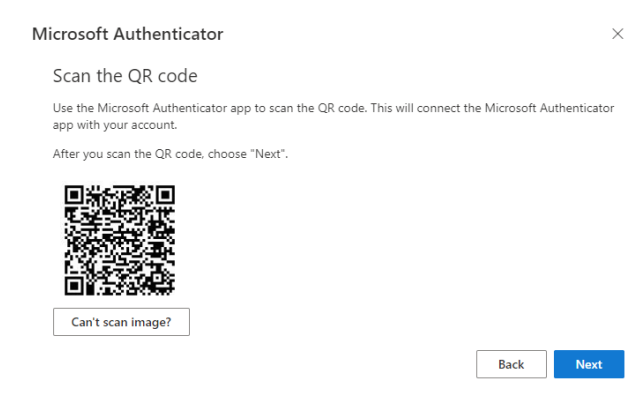 Microsoft Authenticator
Scan the QR code
Use the Microsoft Authenticator app to scan the QR code. This will connect the Microsoft Authenticator
app with your account.
After you scan the QR code, choose "Next".
Can't scan image?
Back
Next